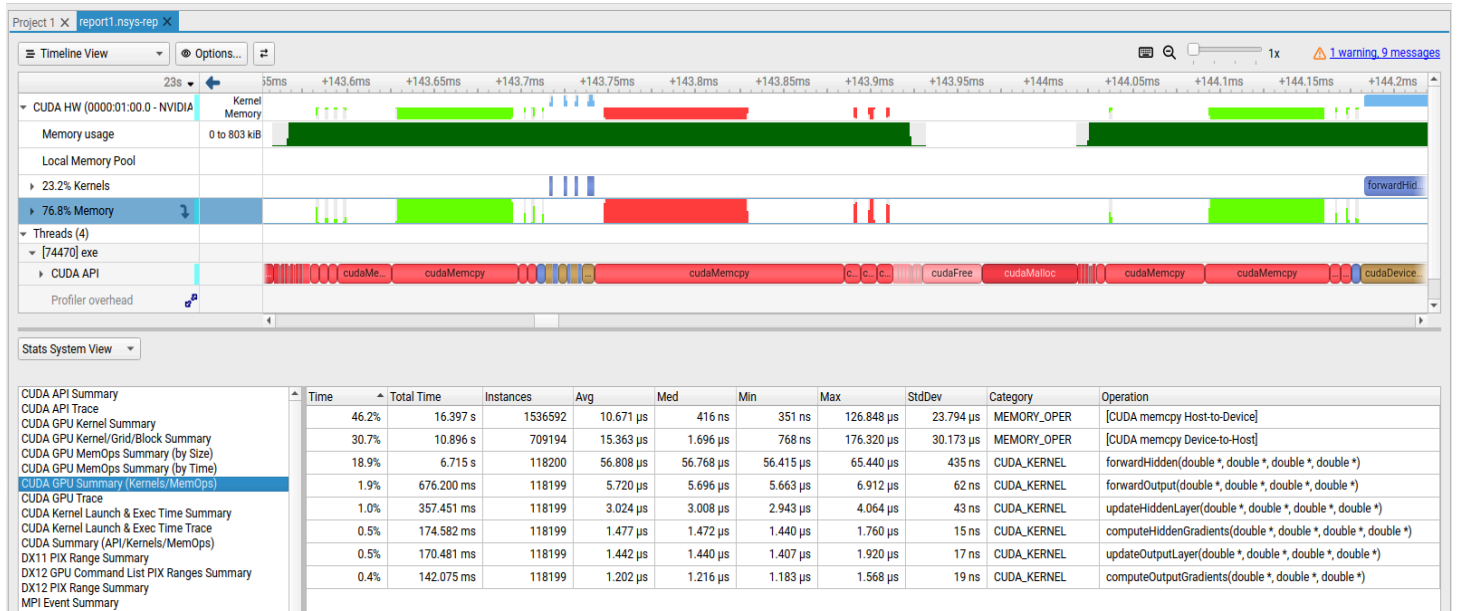 Project 1 X report1.nsys-rep X
Timeline View Options... 1x 1 warning, 9 messages
23s 55ms +143.6ms +143.65ms +143.7ms +143.75ms +143.8ms +143.85ms +143.9ms +143.95ms +144ms +144.05ms +144.1ms +144.15ms +144.2ms
CUDA HW (0000:01:00.0 - NVIDIA Kernel
Memory
Memory usage 0 to 803 kiB
Local Memory Pool
23.2% Kernels forwardHid...
76.8% Memory
Threads (4)
[74470] exe
CUDA API ... cudaMe... cudaMemcpy ... cudaMemcpy c... c... c... cudaFree cudaMalloc cudaMemcpy cudaMemcpy ... ... cudaDevice...
Profiler overhead
Stats System View
CUDA API Summary
CUDA API Trace
CUDA GPU Kernel Summary
CUDA GPU Kernel/Grid/Block Summary
CUDA GPU MemOps Summary (by Size)
CUDA GPU MemOps Summary (by Time)
CUDA GPU Summary (Kernels/MemOps)
CUDA GPU Trace
CUDA Kernel Launch & Exec Time Summary
CUDA Kernel Launch & Exec Time Trace
CUDA Summary (API/Kernels/MemOps)
DX11 PIX Range Summary
DX12 GPU Command List PIX Ranges Summary
DX12 PIX Range Summary
MPI Event Summary
Time Total Time Instances Avg Med Min Max StdDev Category Operation
46.2% 16.397 s 1536592 10.671 μs 416 ns 351 ns 126.848 μs 23.794 μs MEMORY_OPER [CUDA memcpy Host-to-Device]
30.7% 10.896 s 709194 15.363 μs 1.696 μs 768 ns 176.320 μs 30.173 μs MEMORY_OPER [CUDA memcpy Device-to-Host]
18.9% 6.715 s 118200 56.808 μs 56.768 μs 56.415 μs 65.440 μs 435 ns CUDA_KERNEL forwardHidden(double *, double *, double *, double *)
1.9% 676.200 ms 118199 5.720 μs 5.696 μs 5.663 μs 6.912 μs 62 ns CUDA_KERNEL forwardOutput(double *, double *, double *, double *)
1.0% 357.451 ms 118199 3.024 μs 3.008 μs 2.943 μs 4.064 μs 43 ns CUDA_KERNEL updateHiddenLayer(double *, double *, double *, double *)
0.5% 174.582 ms 118199 1.477 μs 1.472 μs 1.440 μs 1.760 μs 15 ns CUDA_KERNEL computeHiddenGradients(double *, double *, double *, double *)
0.5% 170.481 ms 118199 1.442 μs 1.440 μs 1.407 μs 1.920 μs 17 ns CUDA_KERNEL updateOutputLayer(double *, double *, double *, double *)
0.4% 142.075 ms 118199 1.202 μs 1.216 μs 1.183 μs 1.568 μs 19 ns CUDA_KERNEL computeOutputGradients(double *, double *, double *)